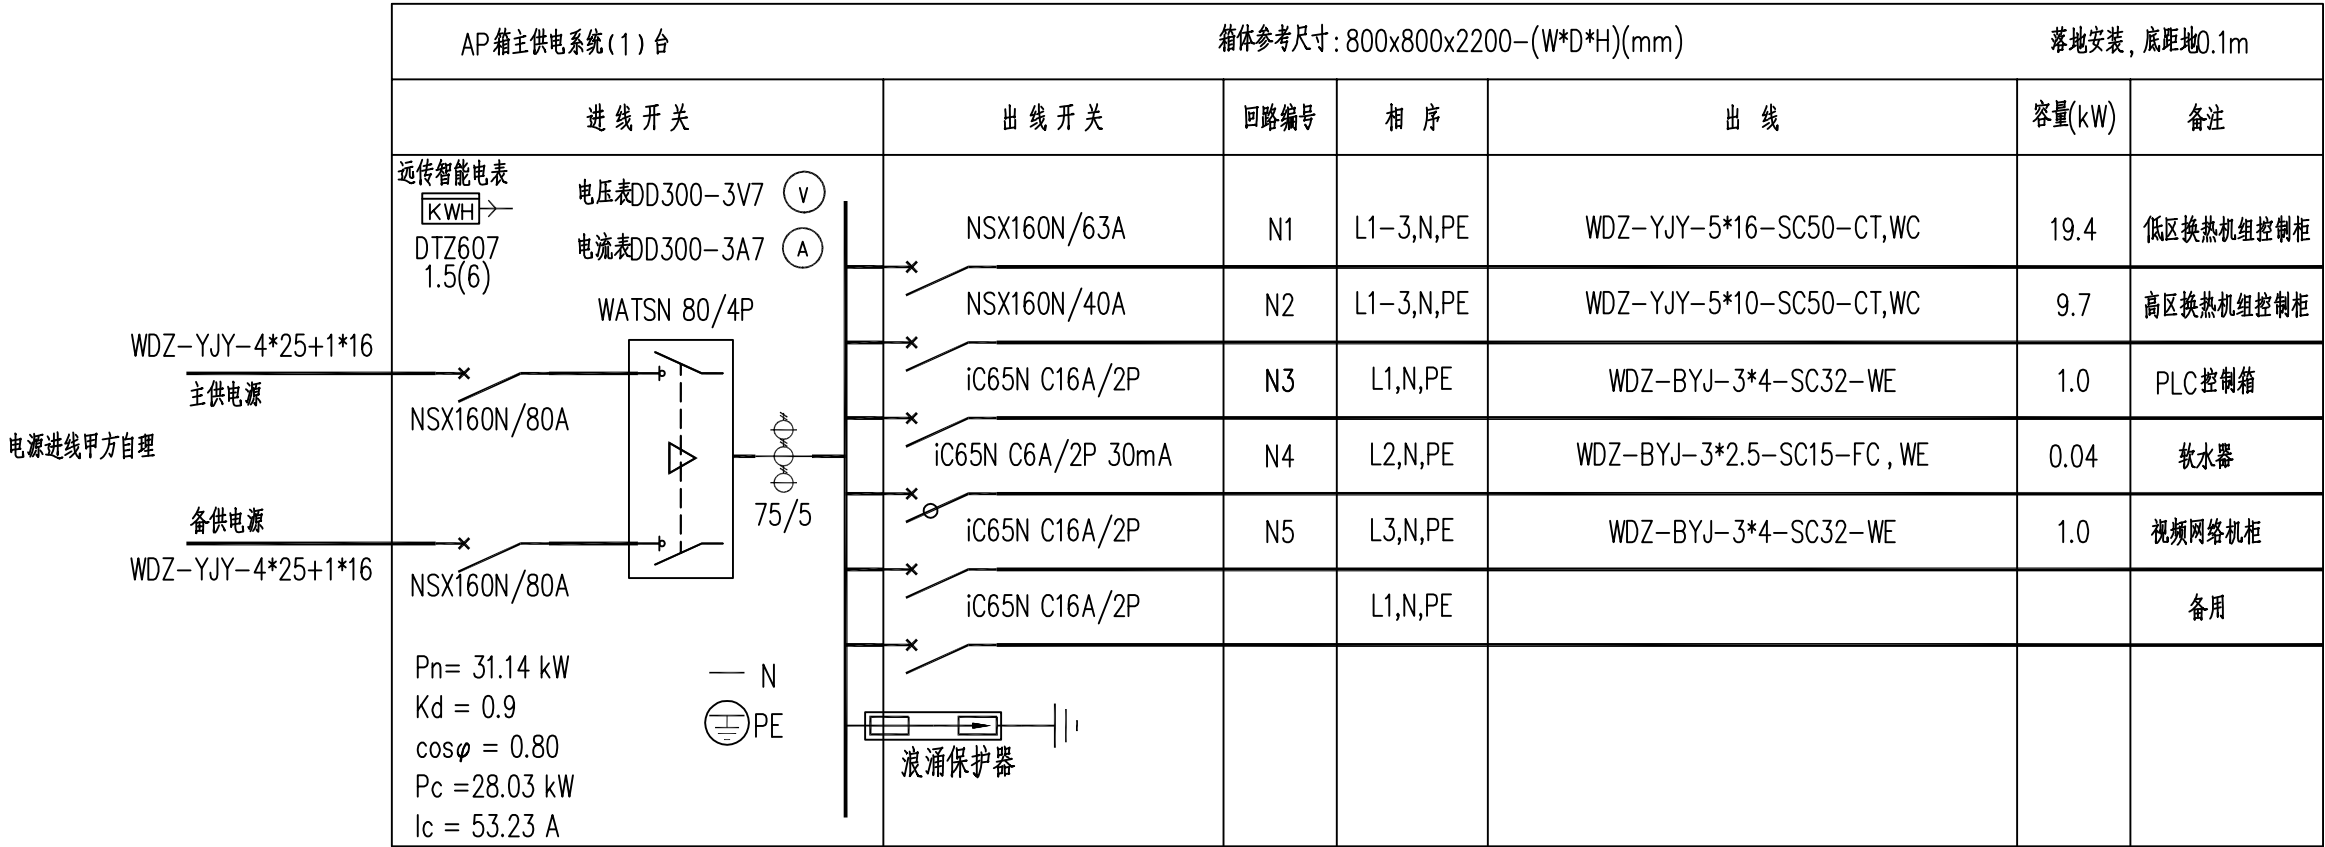 AP箱主供电系统(1)台 箱体参考尺寸:800x800x2200-(W*D*H)(mm) 落地安装,底距地0.1m
进线开关 出线开关 回路编号 相序 出线 容量(kW) 备注
远传智能电表
KWH
DTZ607
1.5(6)
电压表DD300-3V7 V
电流表DD300-3A7 A
WATSN 80/4P
WDZ-YJY-4*25+1*16
主供电源
NSX160N/80A
电源进线甲方自理
75/5
备供电源
WDZ-YJY-4*25+1*16
NSX160N/80A
Pn= 31.14 kW
Kd = 0.9
cosφ = 0.80
Pc =28.03 kW
Ic = 53.23 A
N
PE
NSX160N/63A N1 L1-3,N,PE WDZ-YJY-5*16-SC50-CT,WC 19.4 低区换热机组控制柜
NSX160N/40A N2 L1-3,N,PE WDZ-YJY-5*10-SC50-CT,WC 9.7 高区换热机组控制柜
iC65N C16A/2P N3 L1,N,PE WDZ-BYJ-3*4-SC32-WE 1.0 PLC控制箱
iC65N C6A/2P 30mA N4 L2,N,PE WDZ-BYJ-3*2.5-SC15-FC,WE 0.04 软水器
iC65N C16A/2P N5 L3,N,PE WDZ-BYJ-3*4-SC32-WE 1.0 视频网络机柜
iC65N C16A/2P L1,N,PE 备用
浪涌保护器